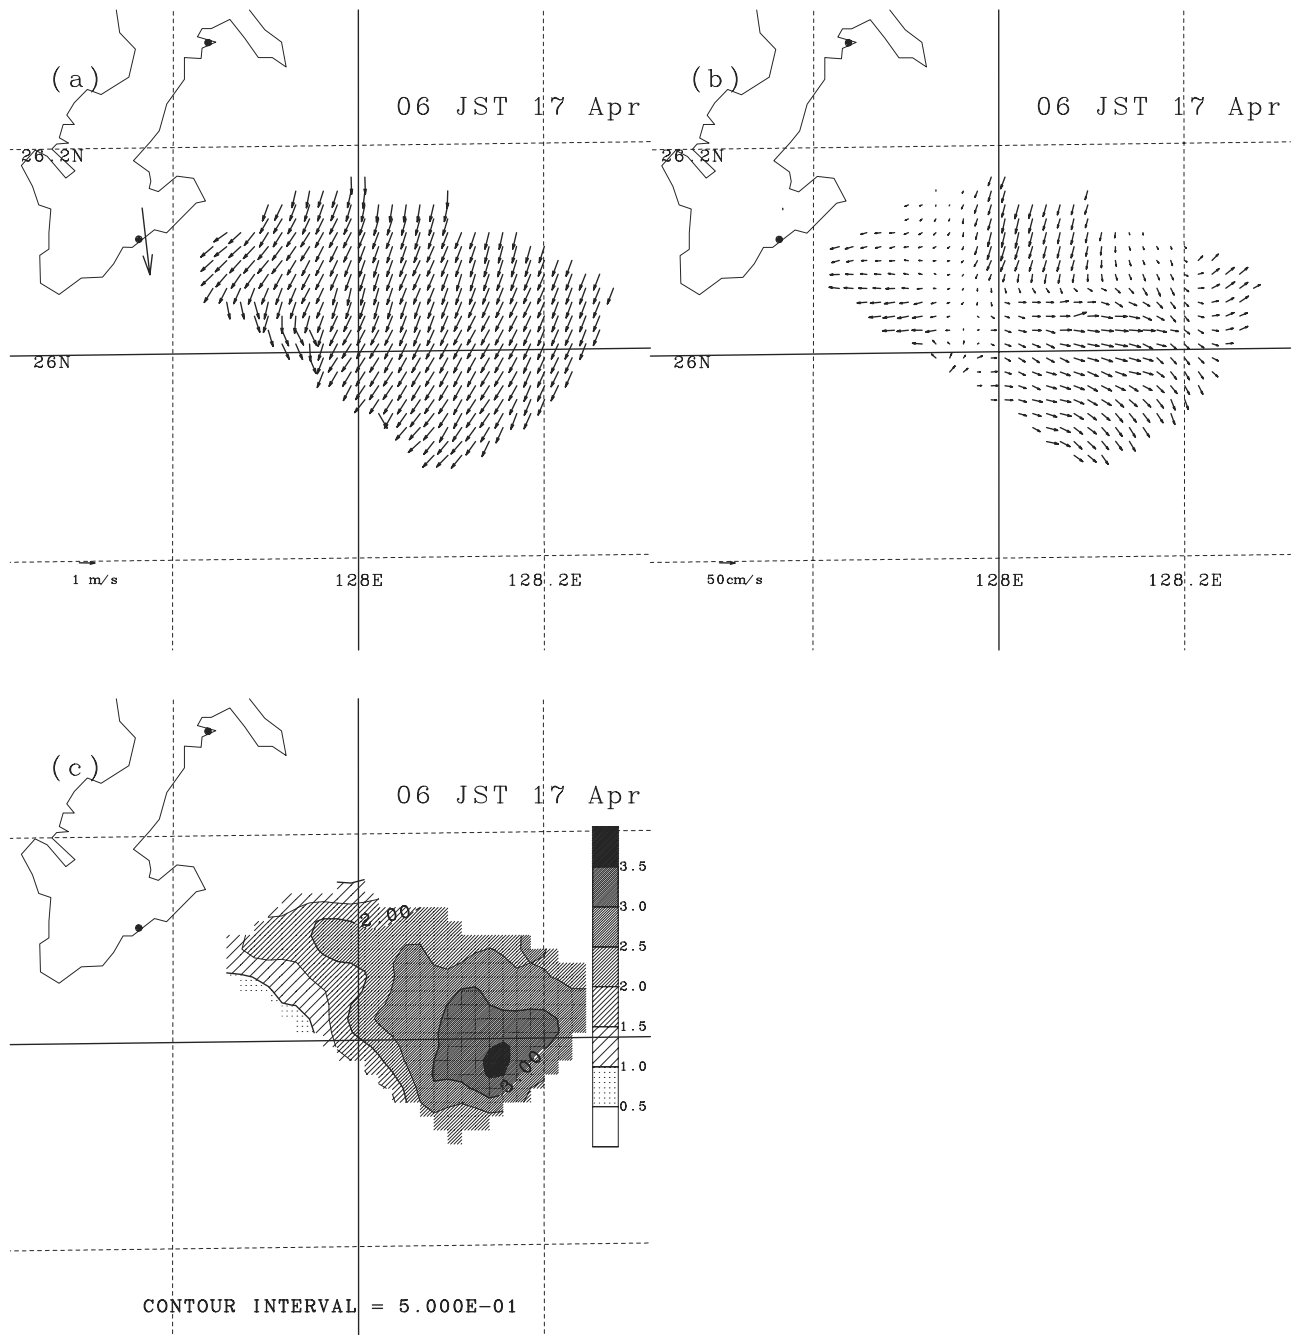 (a)
06 JST 17 Apr
26.2N
26N
1 m/s
128E
128.2E
(b)
06 JST 17 Apr
26.2N
26N
50cm/s
128E
128.2E
(c)
06 JST 17 Apr
2.00
3.00
3.5
3.0
2.5
2.0
1.5
1.0
0.5
CONTOUR INTERVAL = 5.000E-01